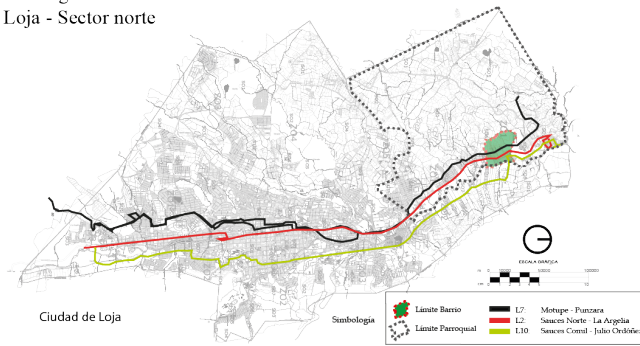 Loja - Sector norte
ESCALA GRÁFICA
Ciudad de Loja
Simbología
Límite Barrio
Límite Parroquial
L7: Motupe - Punzara
L2: Sauces Norte - La Argelia
L10: Sauces Comil - Julio Ordóñez